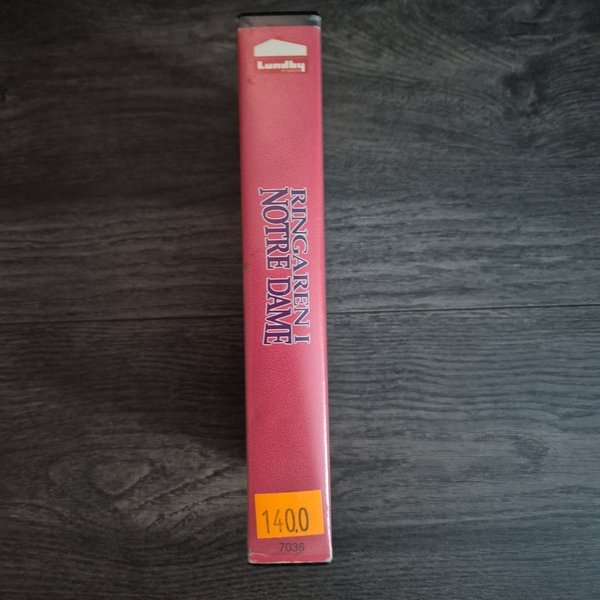 Lundby
RINGAREN I
NOTRE DAME
140.0
7036